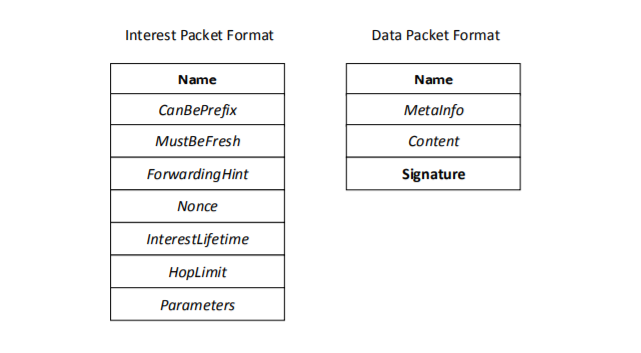 Interest Packet Format
Name
CanBePrefix
MustBeFresh
ForwardingHint
Nonce
InterestLifetime
HopLimit
Parameters
Data Packet Format
Name
MetaInfo
Content
Signature